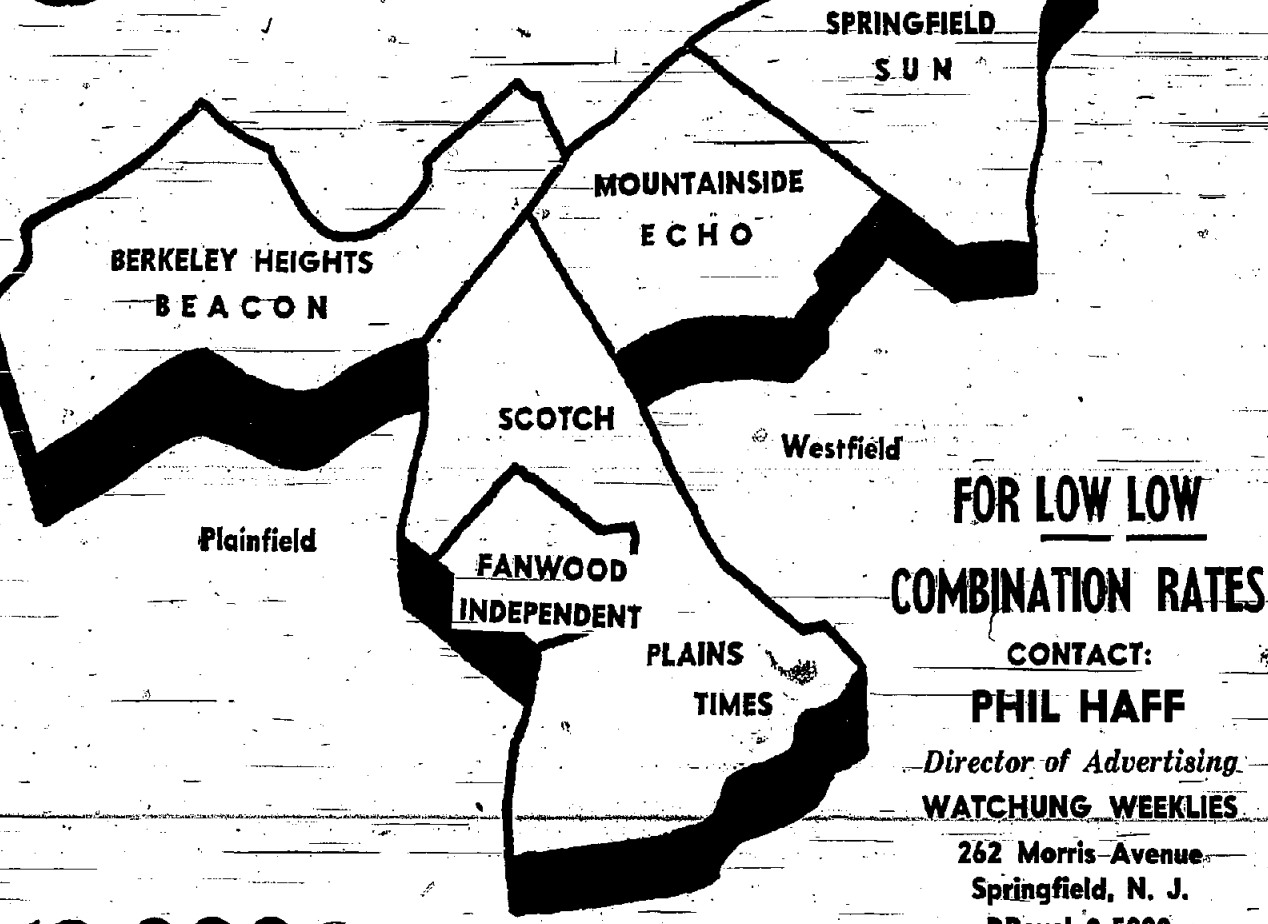 SPRINGFIELD
SUN
MOUNTAINSIDE
ECHO
BERKELEY HEIGHTS
BEACON
SCOTCH
Westfield
Plainfield
FANWOOD
INDEPENDENT
PLAINS
TIMES
FOR LOW LOW
COMBINATION RATES
CONTACT:
PHIL HAFF
Director of Advertising
WATCHUNG WEEKLIES
262 Morris Avenue
Springfield, N. J.